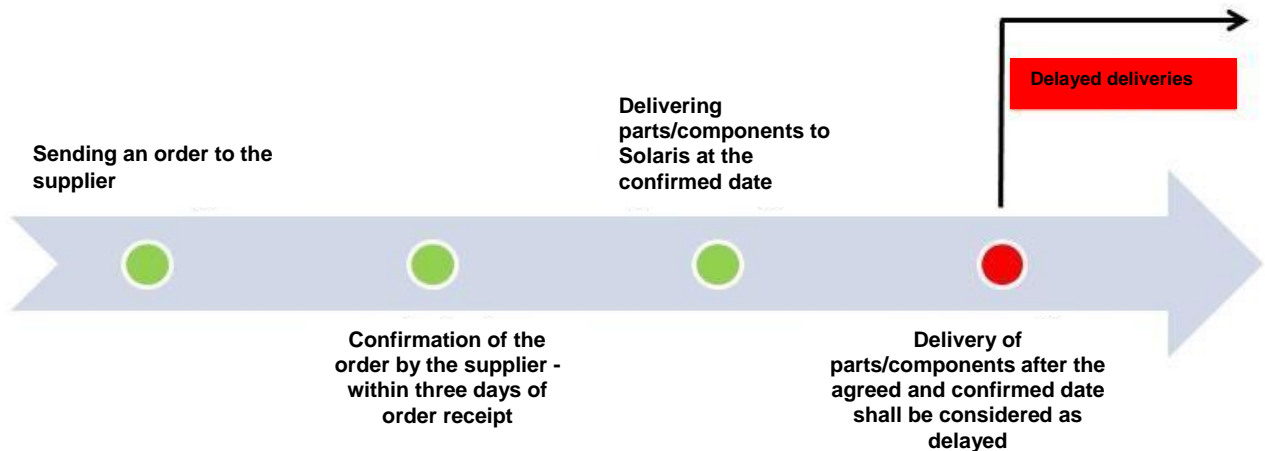 Delayed deliveries
Delivering
parts/components to
Solaris at the
confirmed date
Sending an order to the
supplier
Confirmation of the
order by the supplier -
within three days of
order receipt
Delivery of
parts/components after the
agreed and confirmed date
shall be considered as
delayed